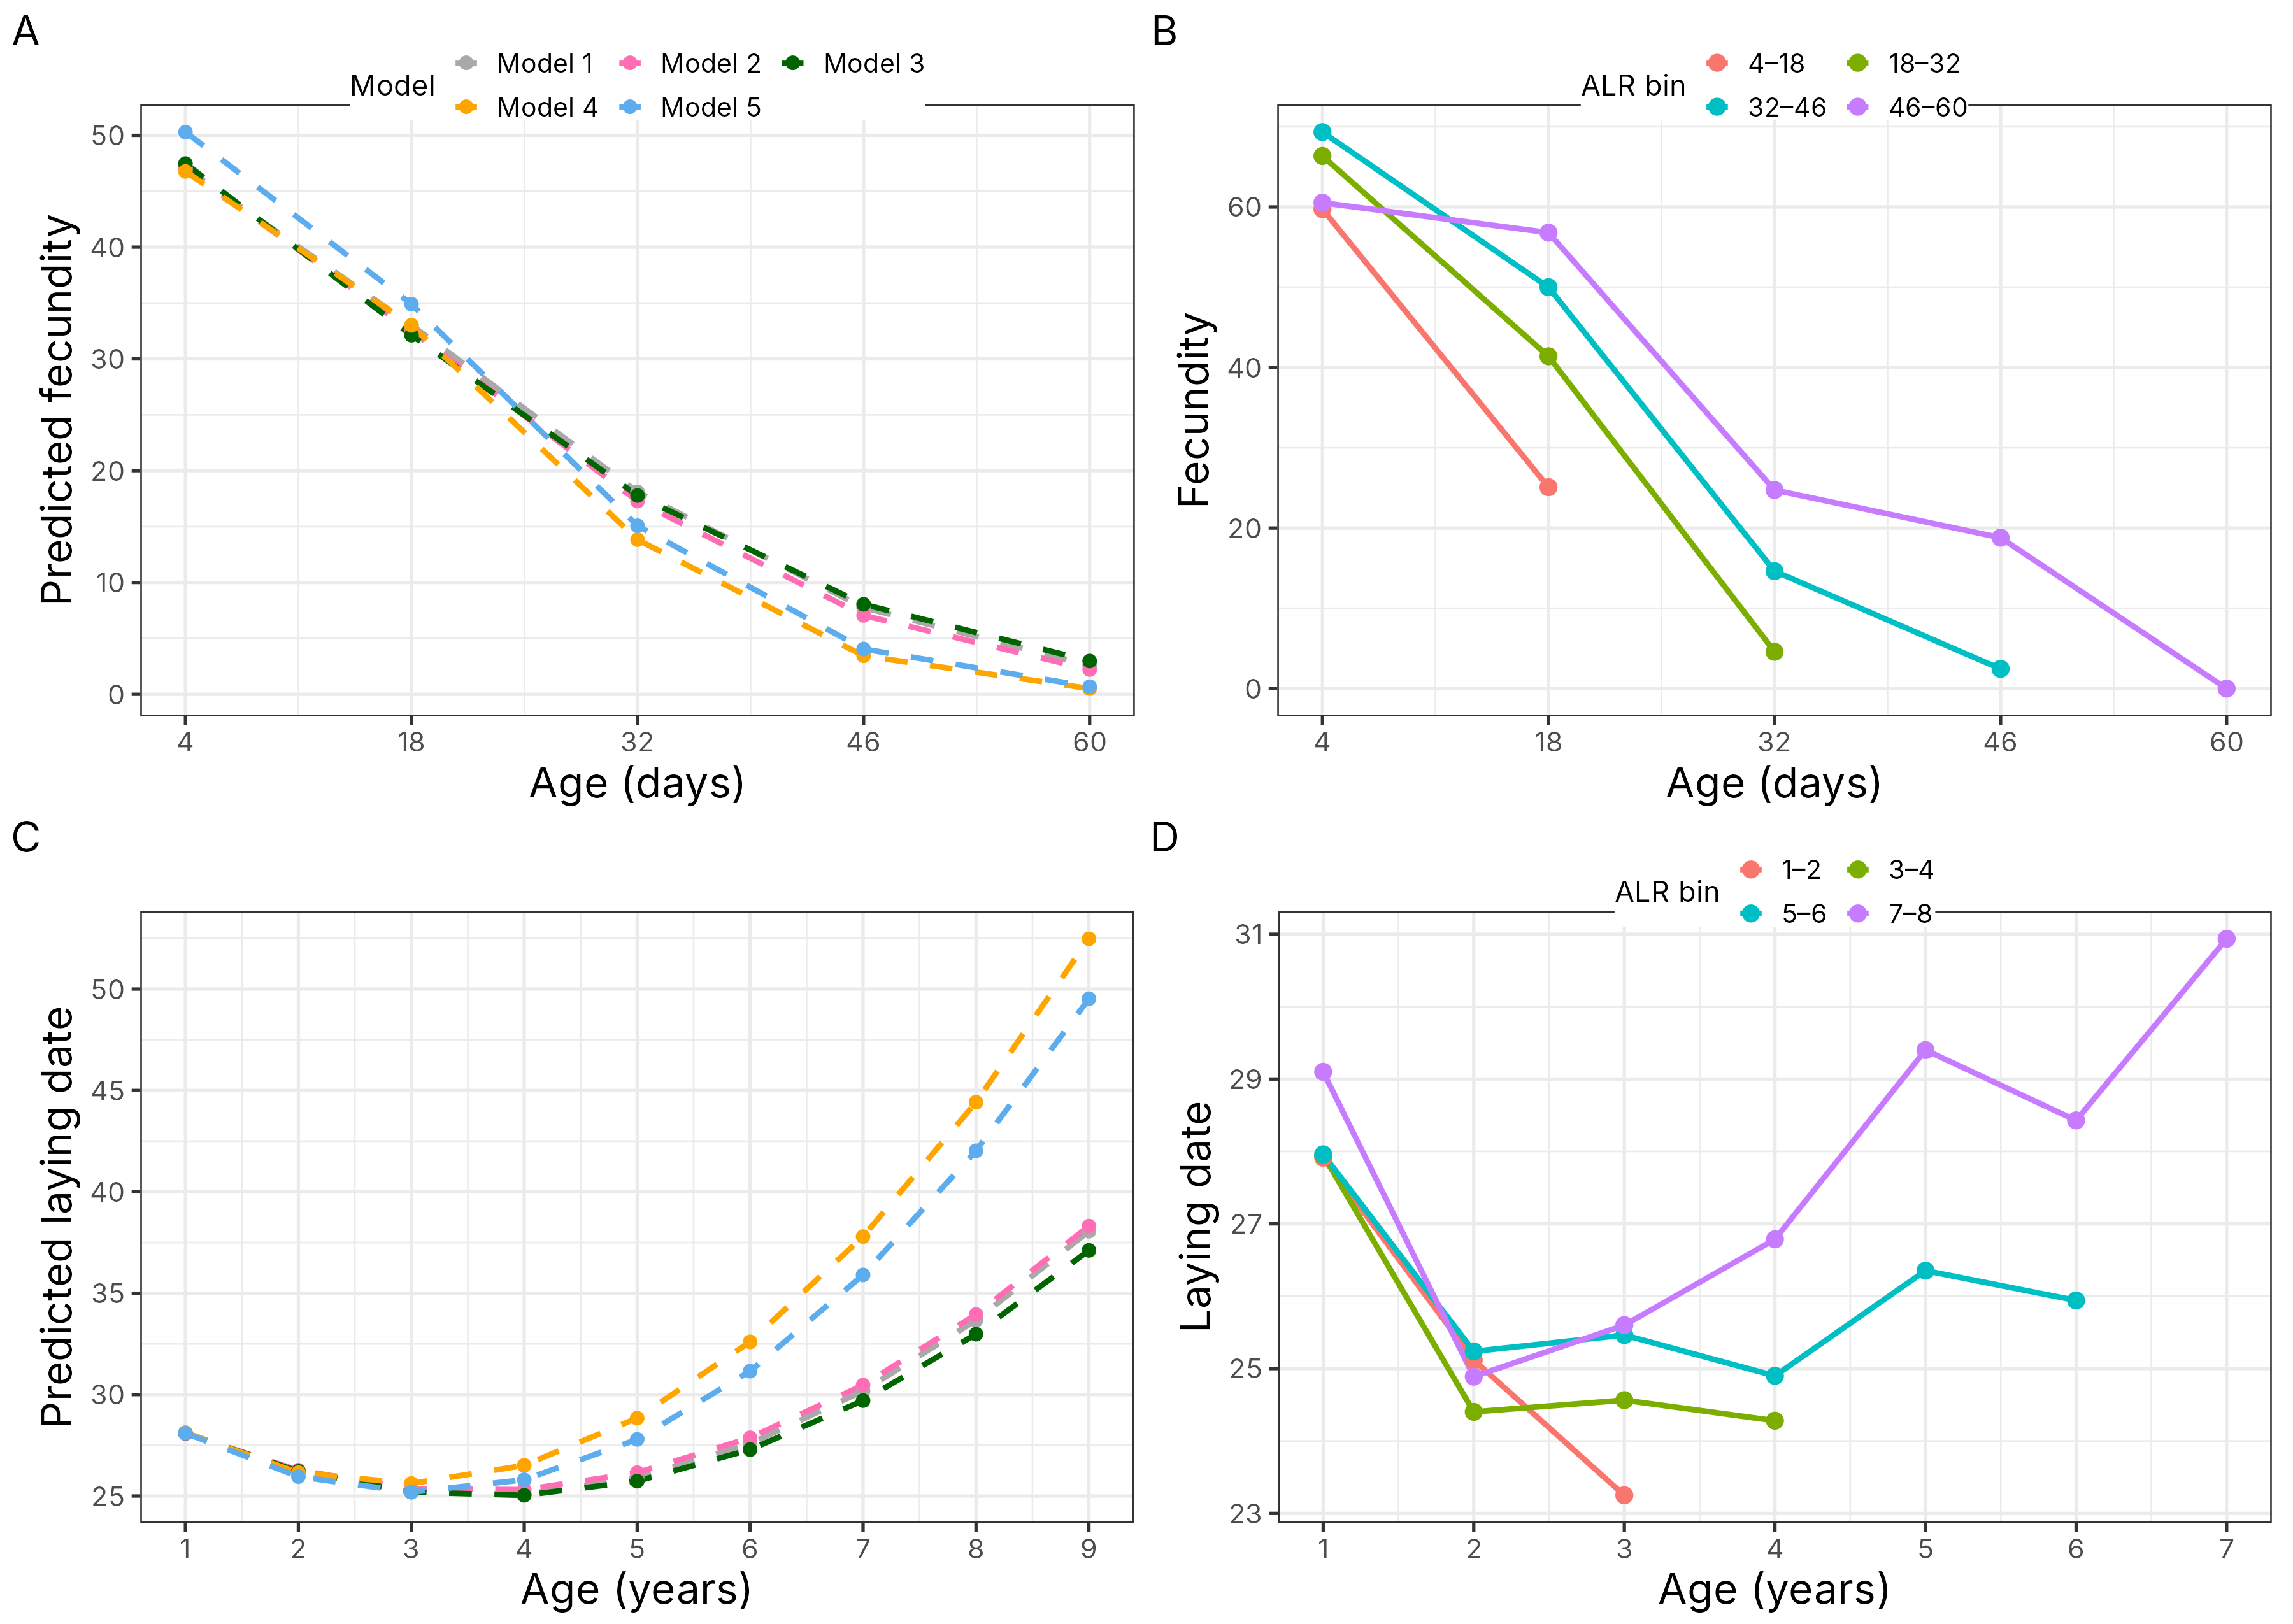 A
Model
Model 1 Model 2 Model 3
Model 4 Model 5
Predicted fecundity
50
40
30
20
10
0
4 18 32 46 60
Age (days)
B
ALR bin
4–18 18–32
32–46 46–60
Fecundity
60
40
20
0
4 18 32 46 60
Age (days)
C
Predicted laying date
50
45
40
35
30
25
1 2 3 4 5 6 7 8 9
Age (years)
D
ALR bin
1–2 3–4
5–6 7–8
Laying date
31
29
27
25
23
1 2 3 4 5 6 7
Age (years)